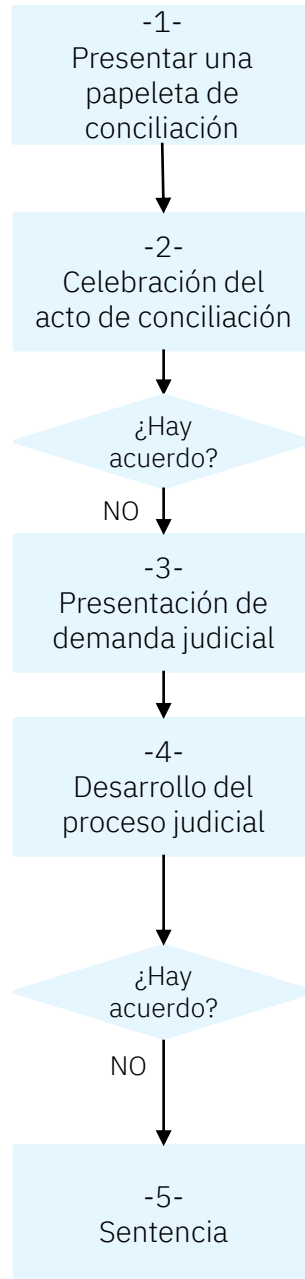 -1-
Presentar una
papeleta de
conciliación
-2-
Celebración del
acto de conciliación
¿Hay
acuerdo?
NO
-3-
Presentación de
demanda judicial
-4-
Desarrollo del
proceso judicial
¿Hay
acuerdo?
NO
-5-
Sentencia